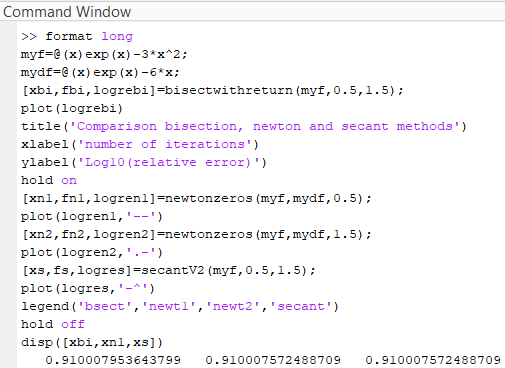 Command Window
>> format long
myf=@(x)exp(x)-3*x^2;
mydf=@(x)exp(x)-6*x;
[xbi,fbi,logrebi]=bisectwithreturn(myf,0.5,1.5);
plot(logrebi)
title('Comparison bisection, newton and secant methods')
xlabel('number of iterations')
ylabel('Log10(relative error)')
hold on
[xn1,fn1,logren1]=newtonzeros(myf,mydf,0.5);
plot(logren1,'--')
[xn2,fn2,logren2]=newtonzeros(myf,mydf,1.5);
plot(logren2,'.-')
[xs,fs,logres]=secantV2(myf,0.5,1.5);
plot(logres,'-^')
legend('bsect','newt1','newt2','secant')
hold off
disp([xbi,xn1,xs])
0.910007953643799 0.910007572488709 0.910007572488709